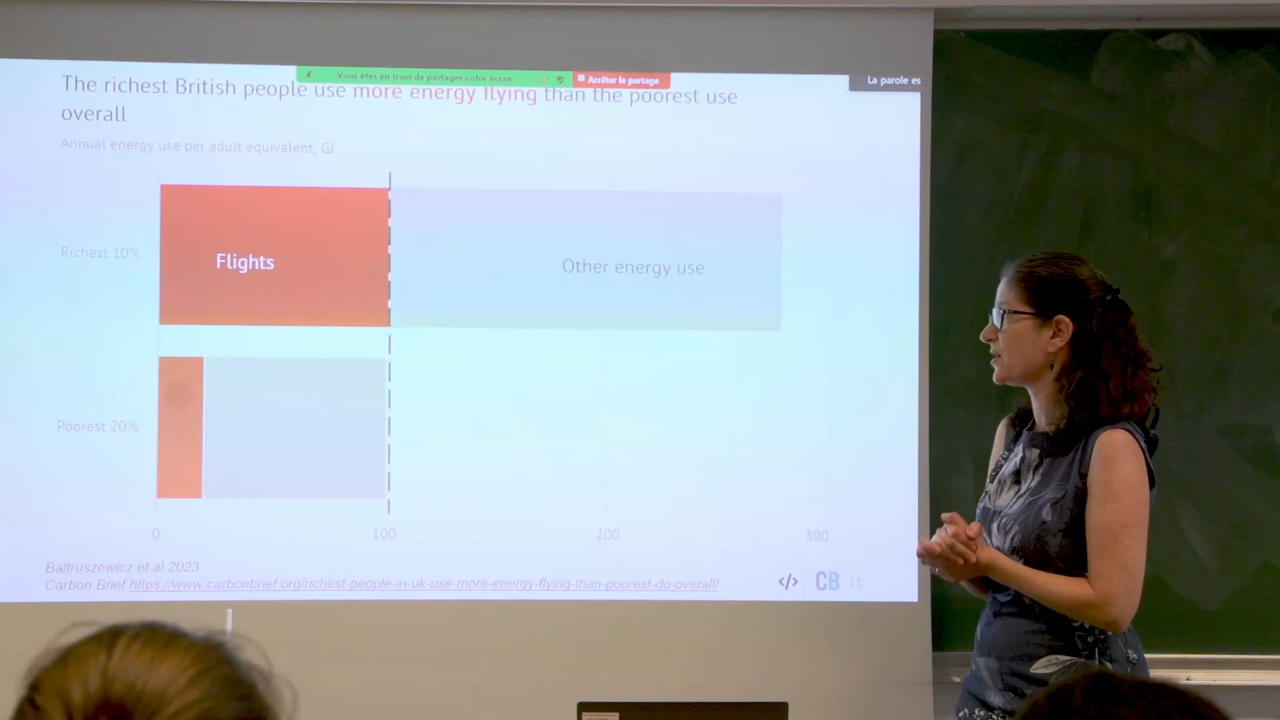 Vous êtes en train de partager votre écran
Arrêter le partage
La parole es
The richest British people use more energy flying than the poorest use
overall
Annual energy use per adult equivalent, GJ
Richest 10%
Flights
Other energy use
Poorest 20%
0 100 200 300
Baltruszewicz et al 2023
Carbon Brief https://www.carbonbrief.org/richest-people-in-uk-use-more-energy-flying-than-poorest-do-overall/
</> CB